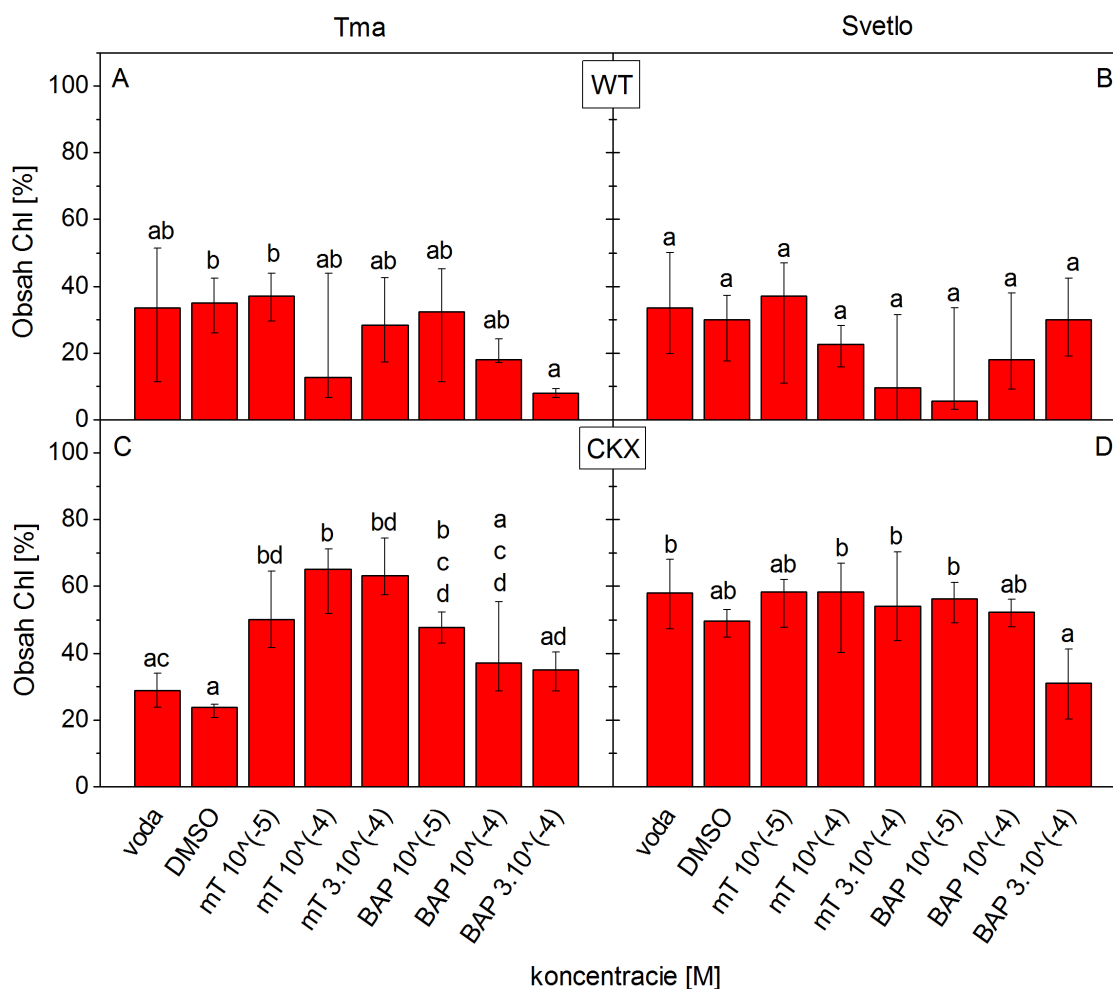 Tma Svetlo
A WT B
Obsah Chl [%]
100
80
60
40
20
0
ab b b ab ab ab ab a
a a a a a a a a
C CKX D
Obsah Chl [%]
100
80
60
40
20
0
ac a bd b bd b c d a c d ad
b ab ab b b b ab a
voda DMSO mT 10^(-5) mT 10^(-4) mT 3.10^(-4) BAP 10^(-5) BAP 10^(-4) BAP 3.10^(-4)
voda DMSO mT 10^(-5) mT 10^(-4) mT 3.10^(-4) BAP 10^(-5) BAP 10^(-4) BAP 3.10^(-4)
koncentracie [M]